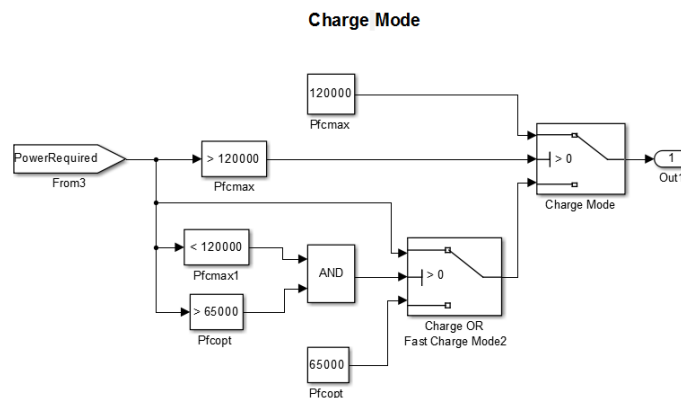 Charge Mode
120000
Pfcmax
PowerRequired
From3
> 120000
Pfcmax
> 0
Charge Mode
1
Out1
< 120000
Pfcmax1
AND
> 0
> 65000
Pfcopt
Charge OR
Fast Charge Mode2
65000
Pfcopt